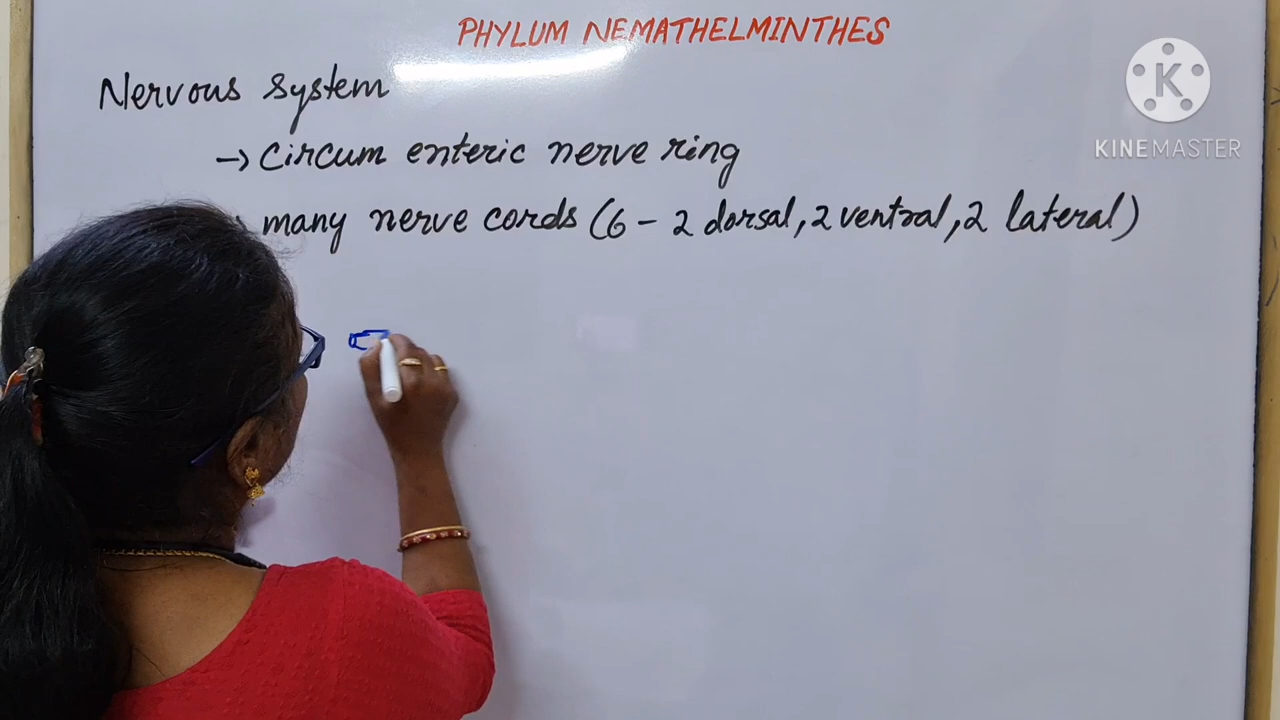 PHYLUM NEMATHELMINTHES
Nervous system
→ circum enteric nerve ring
many nerve cords (6 - 2 dorsal, 2 ventral, 2 lateral)
K
KINEMASTER